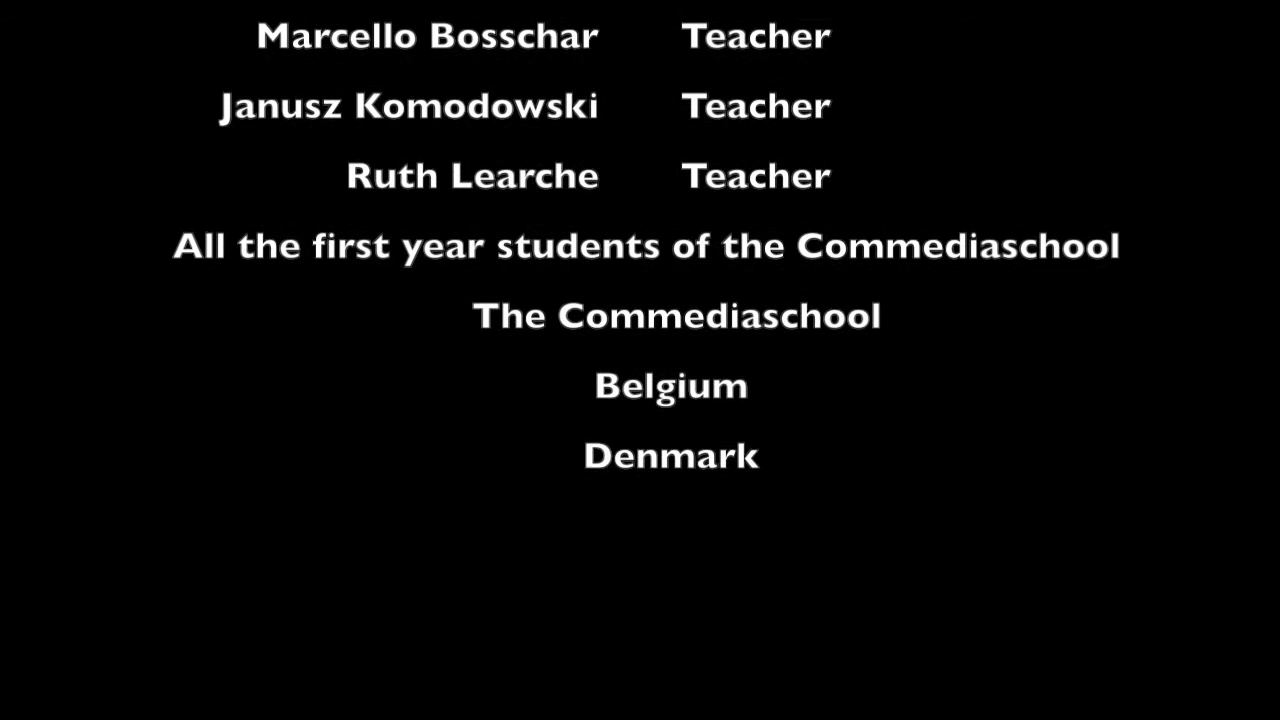 Marcello Bosschar Teacher
Janusz Komodowski Teacher
Ruth Learche Teacher
All the first year students of the Commediaschool
The Commediaschool
Belgium
Denmark